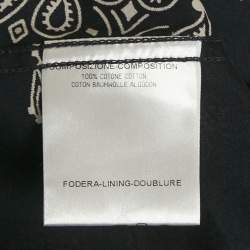 COMPOSIZIONE COMPOSITION
100% COTONE COTTON
COTON BAUMWOLLE ALGODON
FODERA-LINING-DOUBLURE